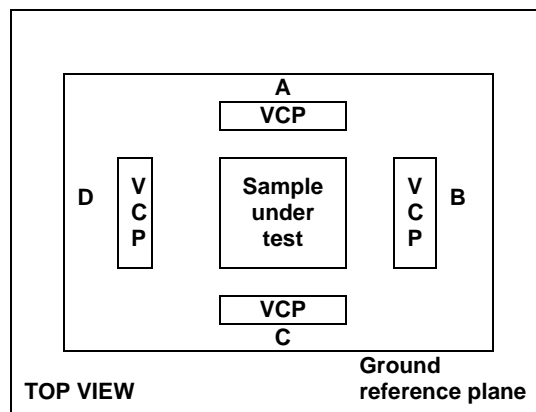 A
VCP
D
V
C
P
Sample
under
test
V
C
P
B
VCP
C
Ground
reference plane
TOP VIEW